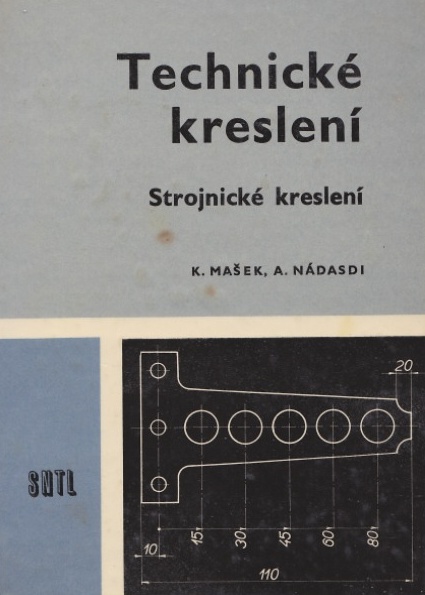 Technické
kreslení
Strojnické kreslení
K. MAŠEK, A. NÁDASDI
20
SNTL
10 15 30 45 60 80
110